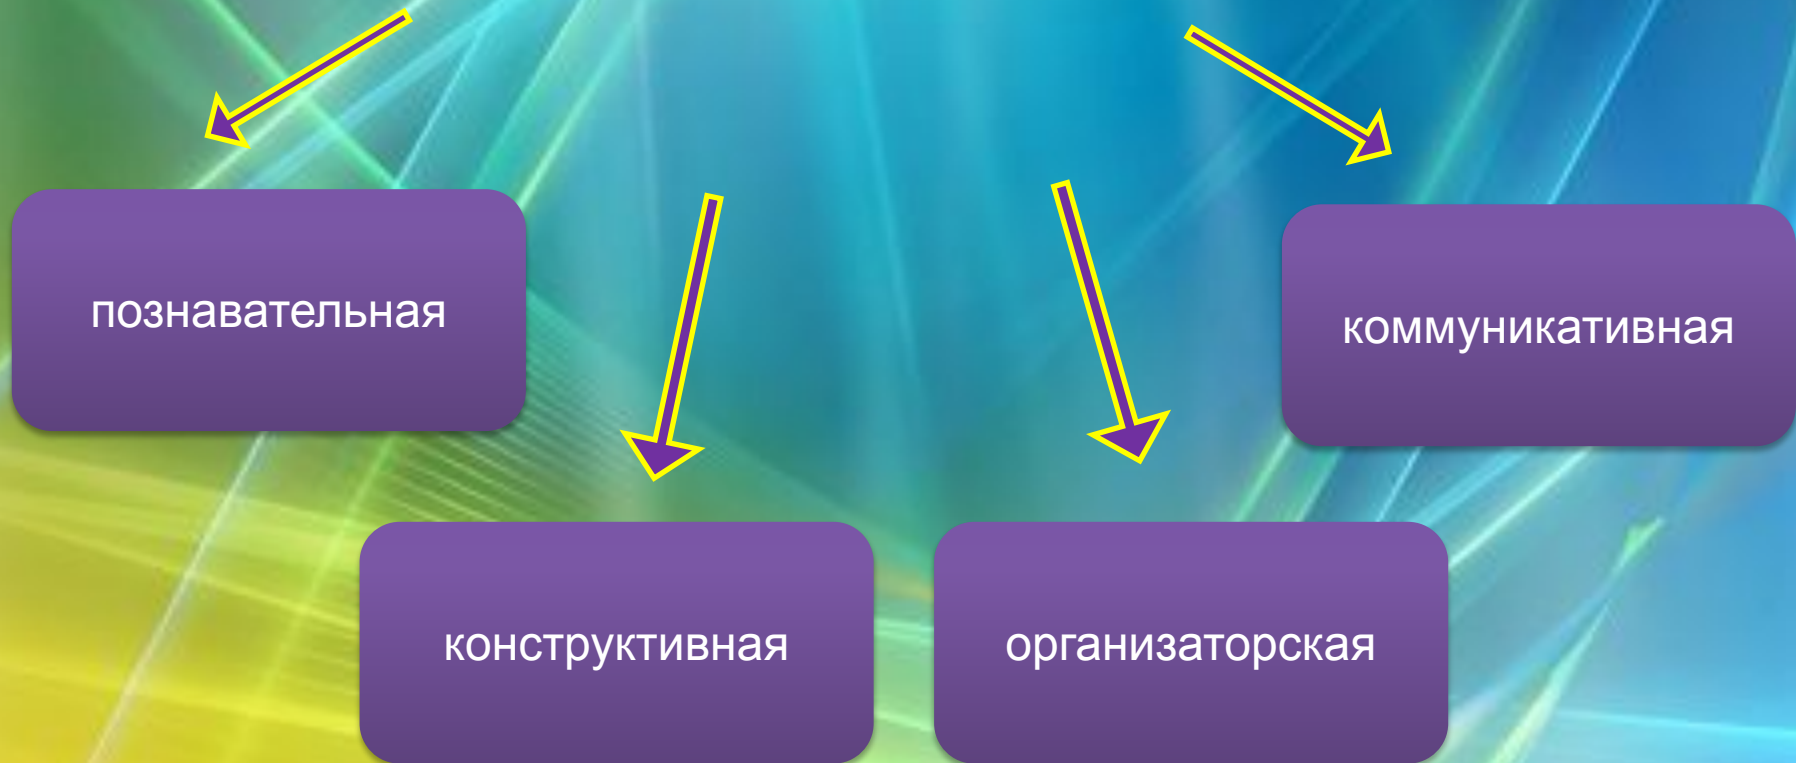 познавательная
коммуникативная
конструктивная
организаторская